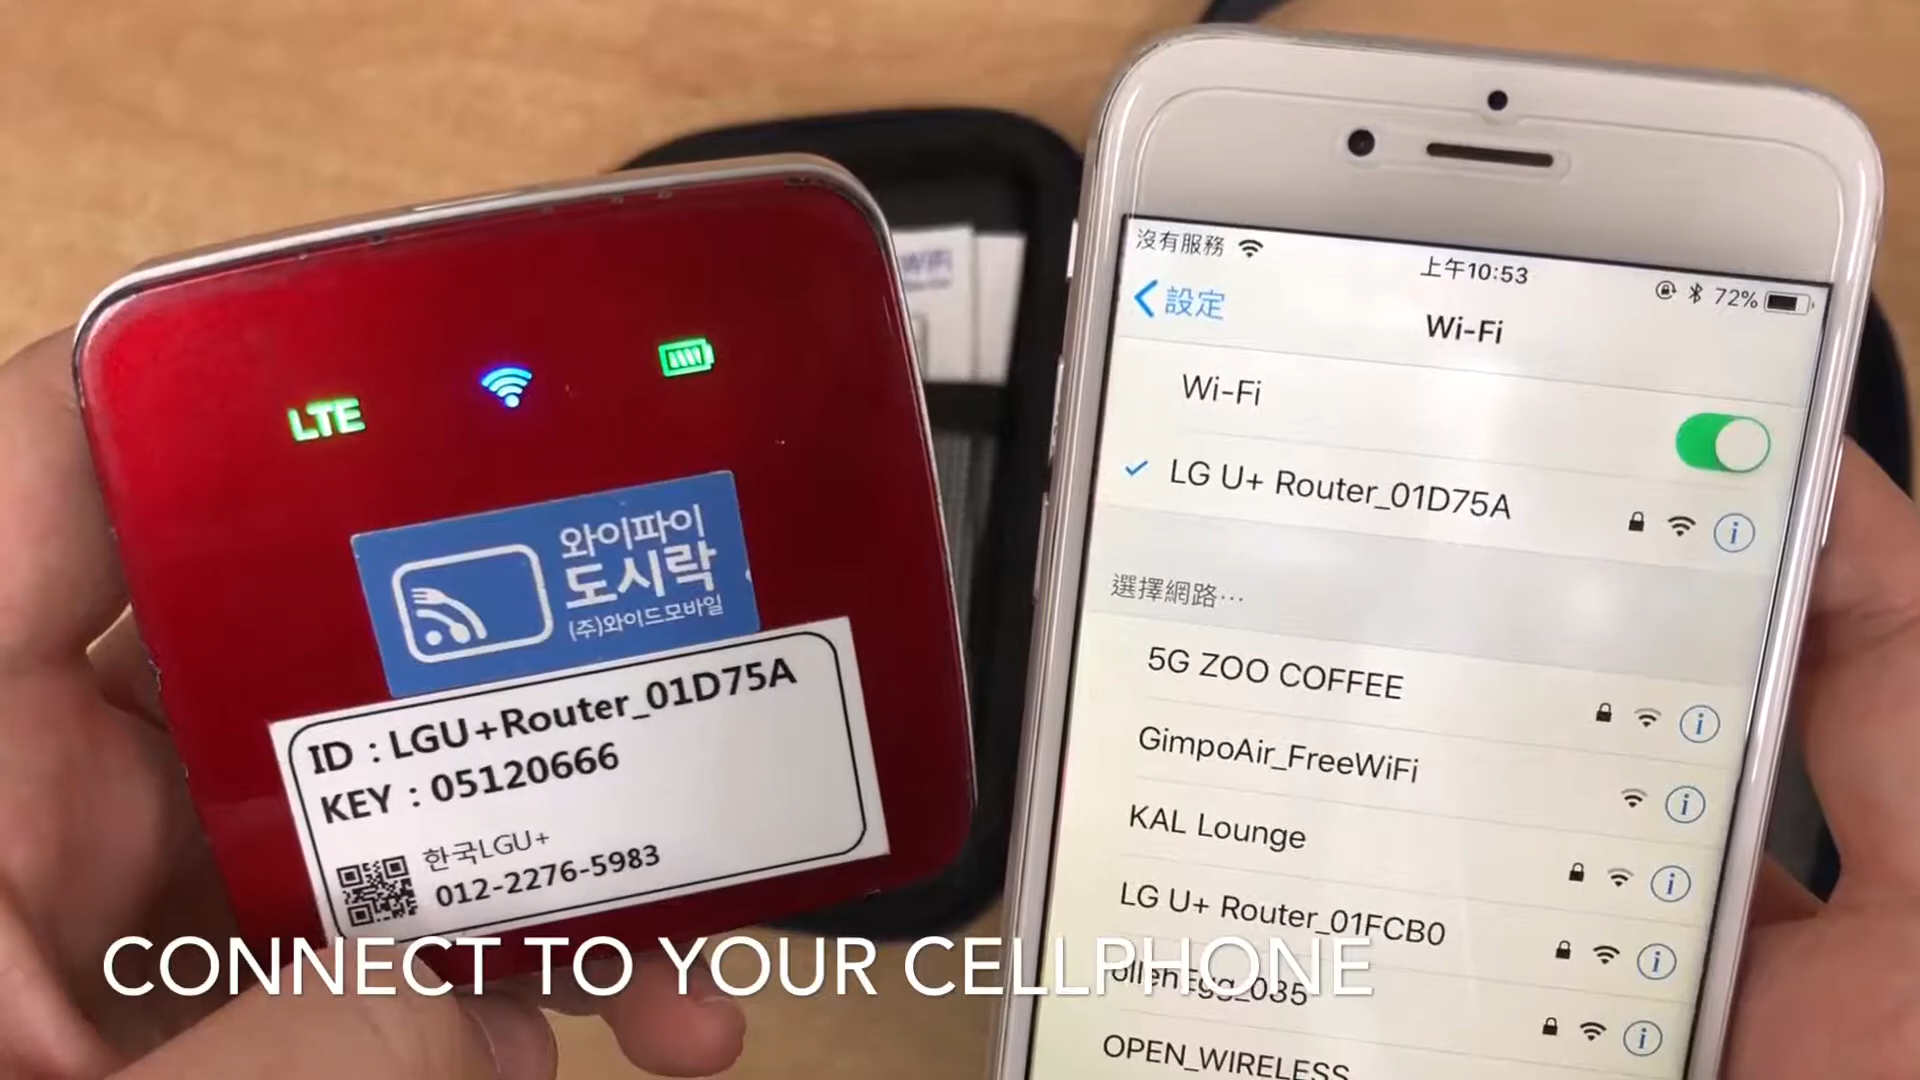 LTE
와이파이
도시락
(주)와이드모바일
ID : LGU+Router_01D75A
KEY : 05120666
한국LGU+
012-2276-5983
沒有服務
上午10:53
72%
設定
Wi-Fi
Wi-Fi
LG U+ Router_01D75A
選擇網路…
5G ZOO COFFEE
GimpoAir_FreeWiFi
KAL Lounge
LG U+ Router_01FCB0
OPEN_WIRELESS
CONNECT TO YOUR CELLPHONE